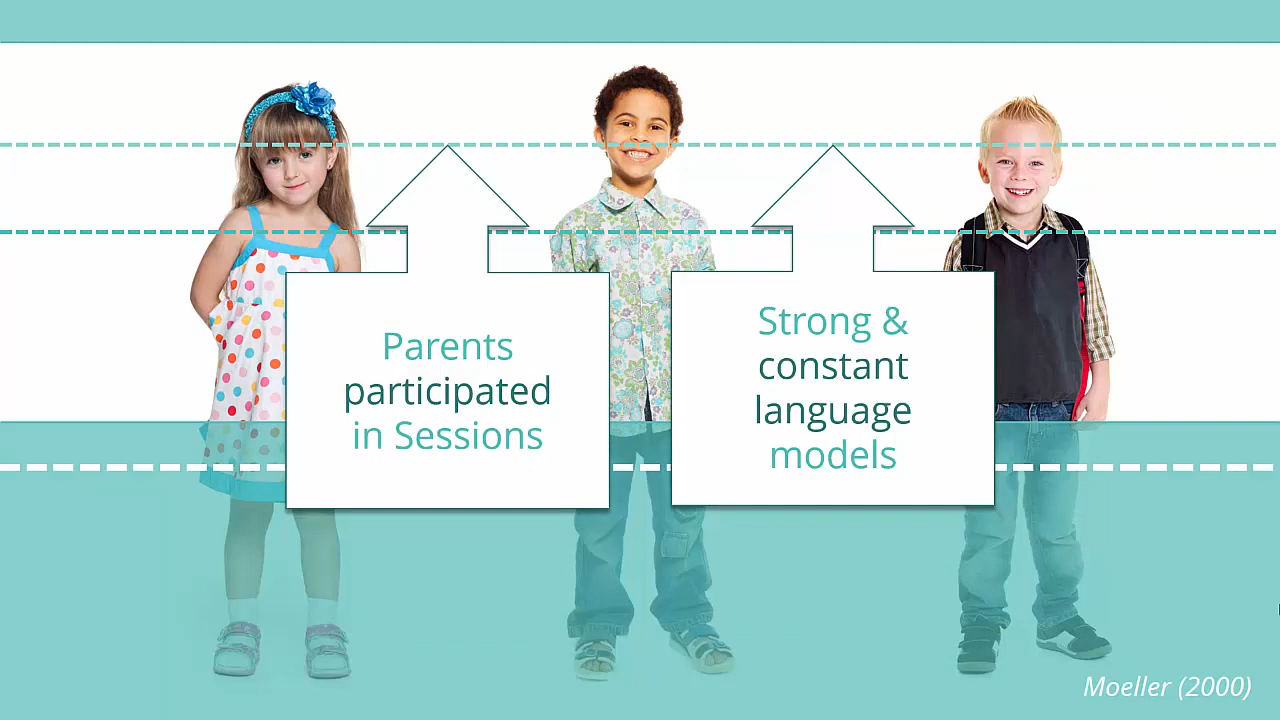 Parents
participated
in Sessions
Strong &
constant
language
models
Moeller (2000)